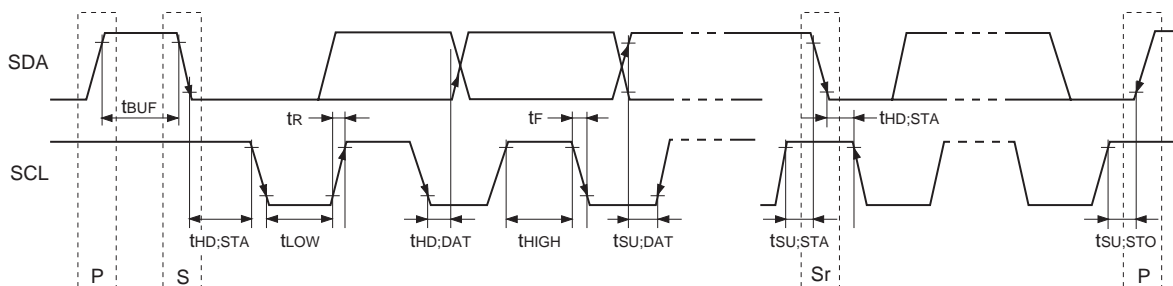 SDA
tBUF
tR
tF
tHD;STA
SCL
tHD;STA
tLOW
tHD;DAT
tHIGH
tSU;DAT
tSU;STA
tSU;STO
P
S
Sr
P